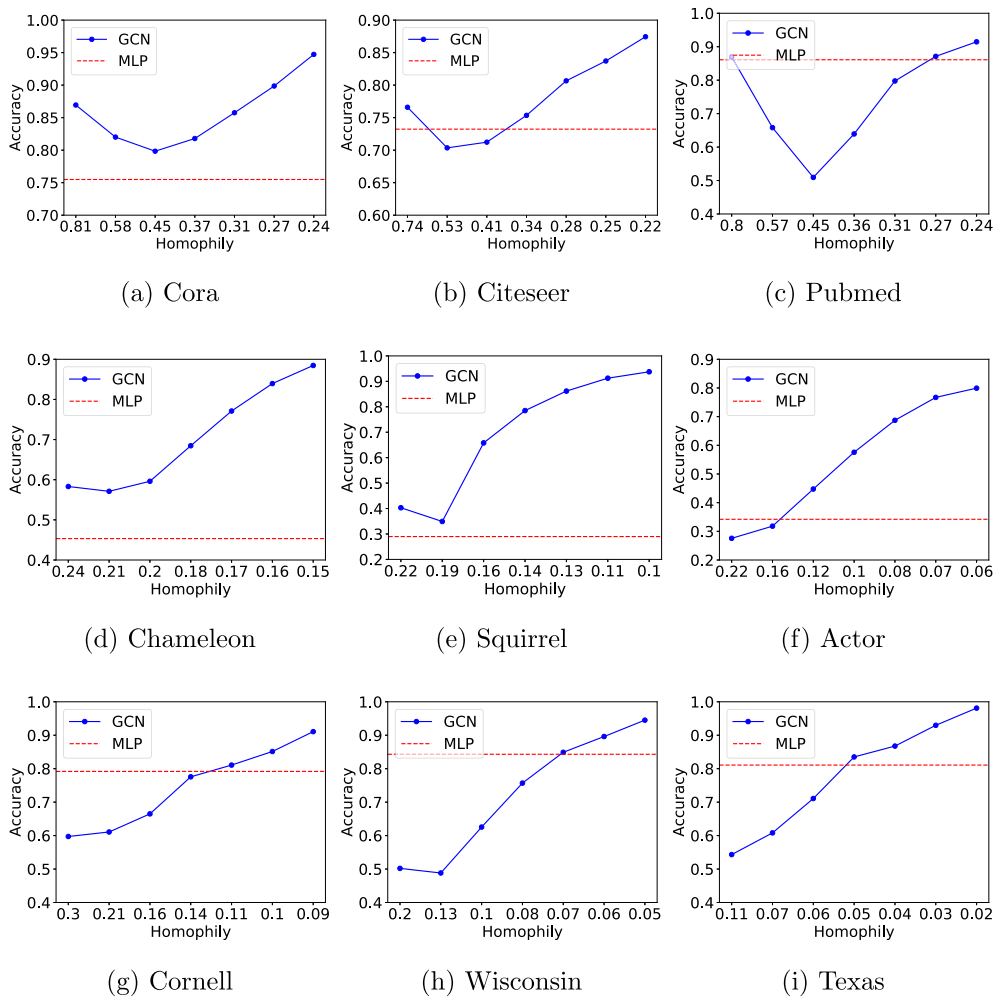 GCN
MLP
Accuracy
1.00
0.95
0.90
0.85
0.80
0.75
0.70
0.81 0.58 0.45 0.37 0.31 0.27 0.24
Homophily
(a) Cora
GCN
MLP
Accuracy
0.90
0.85
0.80
0.75
0.70
0.65
0.60
0.74 0.53 0.41 0.34 0.28 0.25 0.22
Homophily
(b) Citeseer
GCN
MLP
Accuracy
1.0
0.9
0.8
0.7
0.6
0.5
0.4
0.8 0.57 0.45 0.36 0.31 0.27 0.24
Homophily
(c) Pubmed
GCN
MLP
Accuracy
0.9
0.8
0.7
0.6
0.5
0.4
0.24 0.21 0.2 0.18 0.17 0.16 0.15
Homophily
(d) Chameleon
GCN
MLP
Accuracy
1.0
0.9
0.8
0.7
0.6
0.5
0.4
0.3
0.2
0.22 0.19 0.16 0.14 0.13 0.11 0.1
Homophily
(e) Squirrel
GCN
MLP
Accuracy
0.9
0.8
0.7
0.6
0.5
0.4
0.3
0.2
0.22 0.16 0.12 0.1 0.08 0.07 0.06
Homophily
(f) Actor
GCN
MLP
Accuracy
1.0
0.9
0.8
0.7
0.6
0.5
0.4
0.3 0.21 0.16 0.14 0.11 0.1 0.09
Homophily
(g) Cornell
GCN
MLP
Accuracy
1.0
0.9
0.8
0.7
0.6
0.5
0.4
0.2 0.13 0.1 0.08 0.07 0.06 0.05
Homophily
(h) Wisconsin
GCN
MLP
Accuracy
1.0
0.9
0.8
0.7
0.6
0.5
0.4
0.11 0.07 0.06 0.05 0.04 0.03 0.02
Homophily
(i) Texas